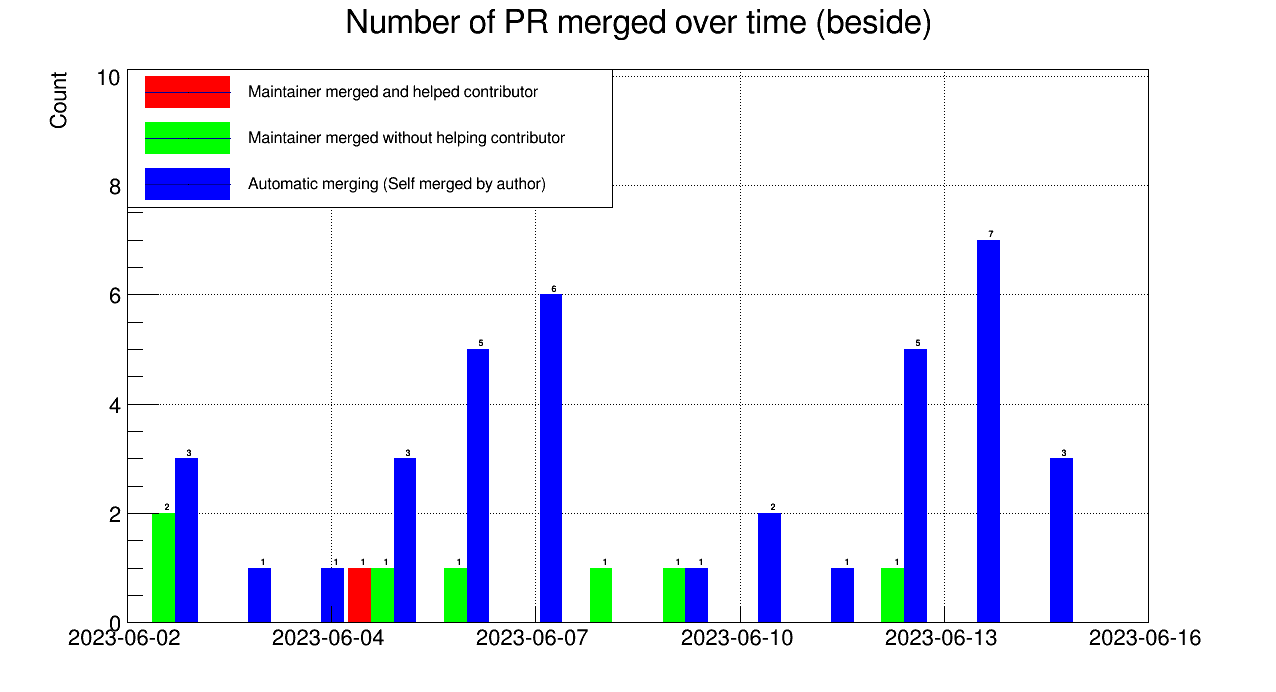 Number of PR merged over time (beside)
Count
10
8
6
4
2
0
Maintainer merged and helped contributor
Maintainer merged without helping contributor
Automatic merging (Self merged by author)
2 3 1 1 1 1 3 1 5 6 1 1 1 2 1 1 5 7 3
2023-06-02 2023-06-04 2023-06-07 2023-06-10 2023-06-13 2023-06-16